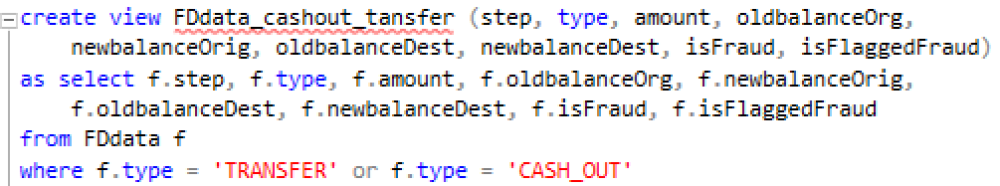 create view FDdata_cashout_tansfer (step, type, amount, oldbalanceOrg,
newbalanceOrig, oldbalanceDest, newbalanceDest, isFraud, isFlaggedFraud)
as select f.step, f.type, f.amount, f.oldbalanceOrg, f.newbalanceOrig,
f.oldbalanceDest, f.newbalanceDest, f.isFraud, f.isFlaggedFraud
from FDdata f
where f.type = 'TRANSFER' or f.type = 'CASH_OUT'